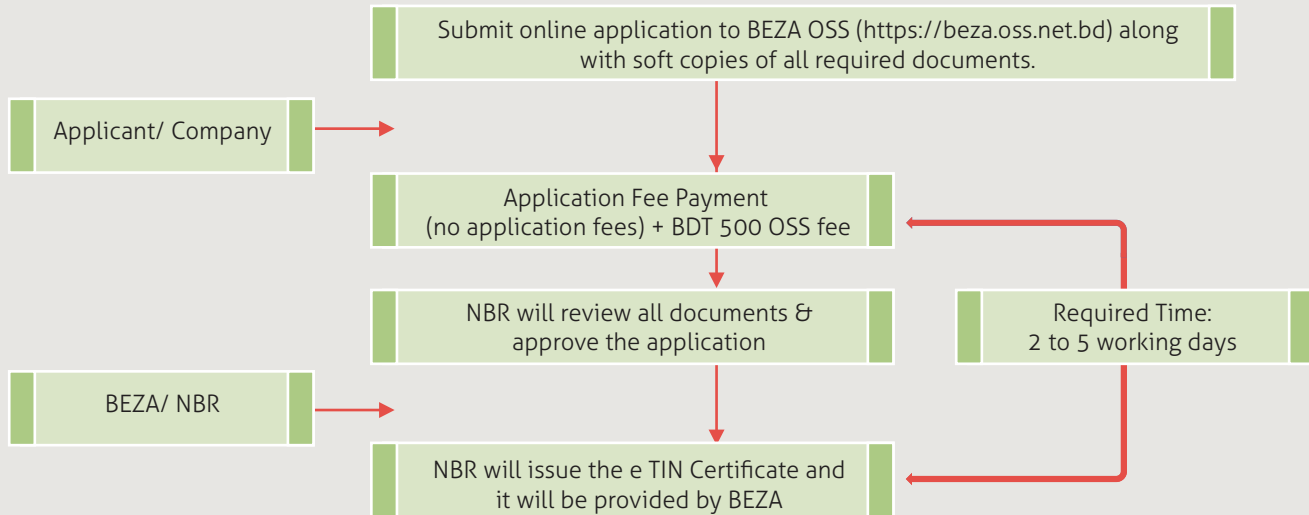 Submit online application to BEZA OSS (https://beza.oss.net.bd) along
with soft copies of all required documents.
Applicant/ Company
Application Fee Payment
(no application fees) + BDT 500 OSS fee
NBR will review all documents &
approve the application
Required Time:
2 to 5 working days
BEZA/ NBR
NBR will issue the e TIN Certificate and
it will be provided by BEZA